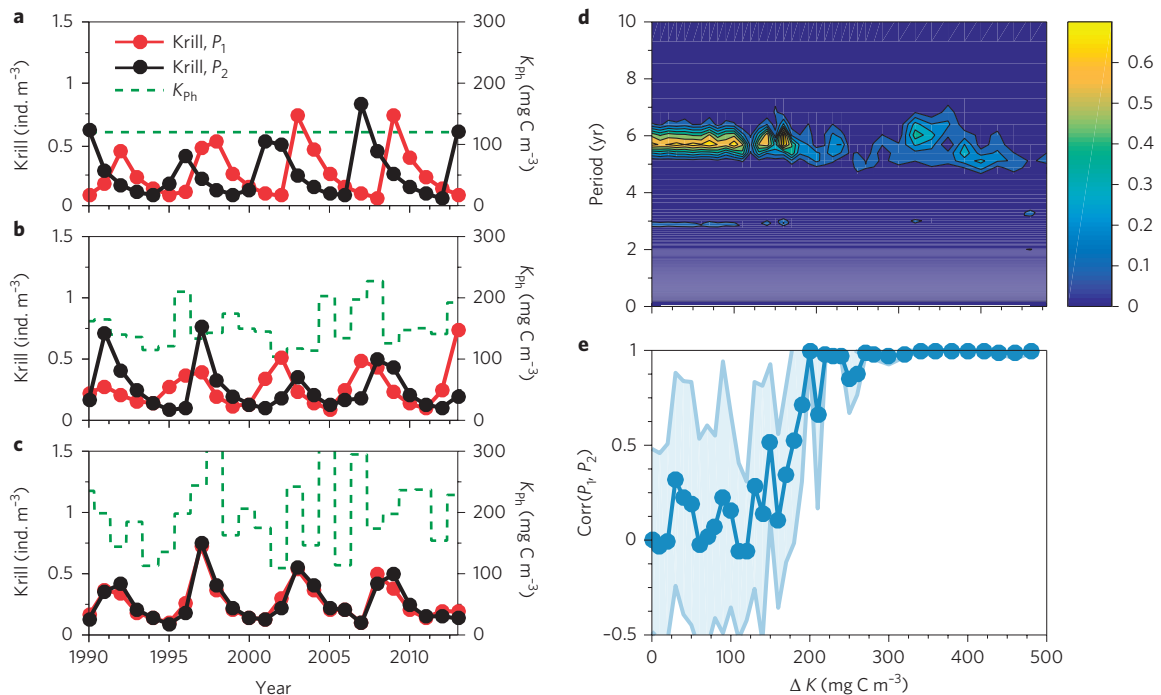 a
1.5
1
0.5
0
Krill (ind. m⁻³)
Krill, P₁
Krill, P₂
K_Ph
300
200
100
0
K_Ph (mg C m⁻³)
1990 1995 2000 2005 2010
b
1.5
1
0.5
0
Krill (ind. m⁻³)
300
200
100
0
K_Ph (mg C m⁻³)
c
1.5
1
0.5
0
Krill (ind. m⁻³)
300
200
100
0
K_Ph (mg C m⁻³)
1990 1995 2000 2005 2010
Year
d
10
8
6
4
2
0
Period (yr)
0.6
0.5
0.4
0.3
0.2
0.1
0
e
1
0.5
0
−0.5
Corr(P₁, P₂)
0 100 200 300 400 500
Δ K (mg C m⁻³)